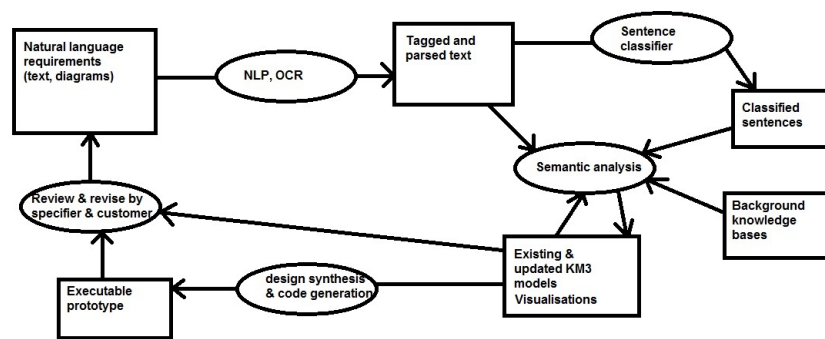 Natural language
requirements
(text, diagrams)
NLP, OCR
Tagged and
parsed text
Sentence
classifier
Classified
sentences
Semantic analysis
Background
knowledge
bases
Review & revise by
specifier & customer
Existing &
updated KM3
models
Visualisations
design synthesis
& code generation
Executable
prototype